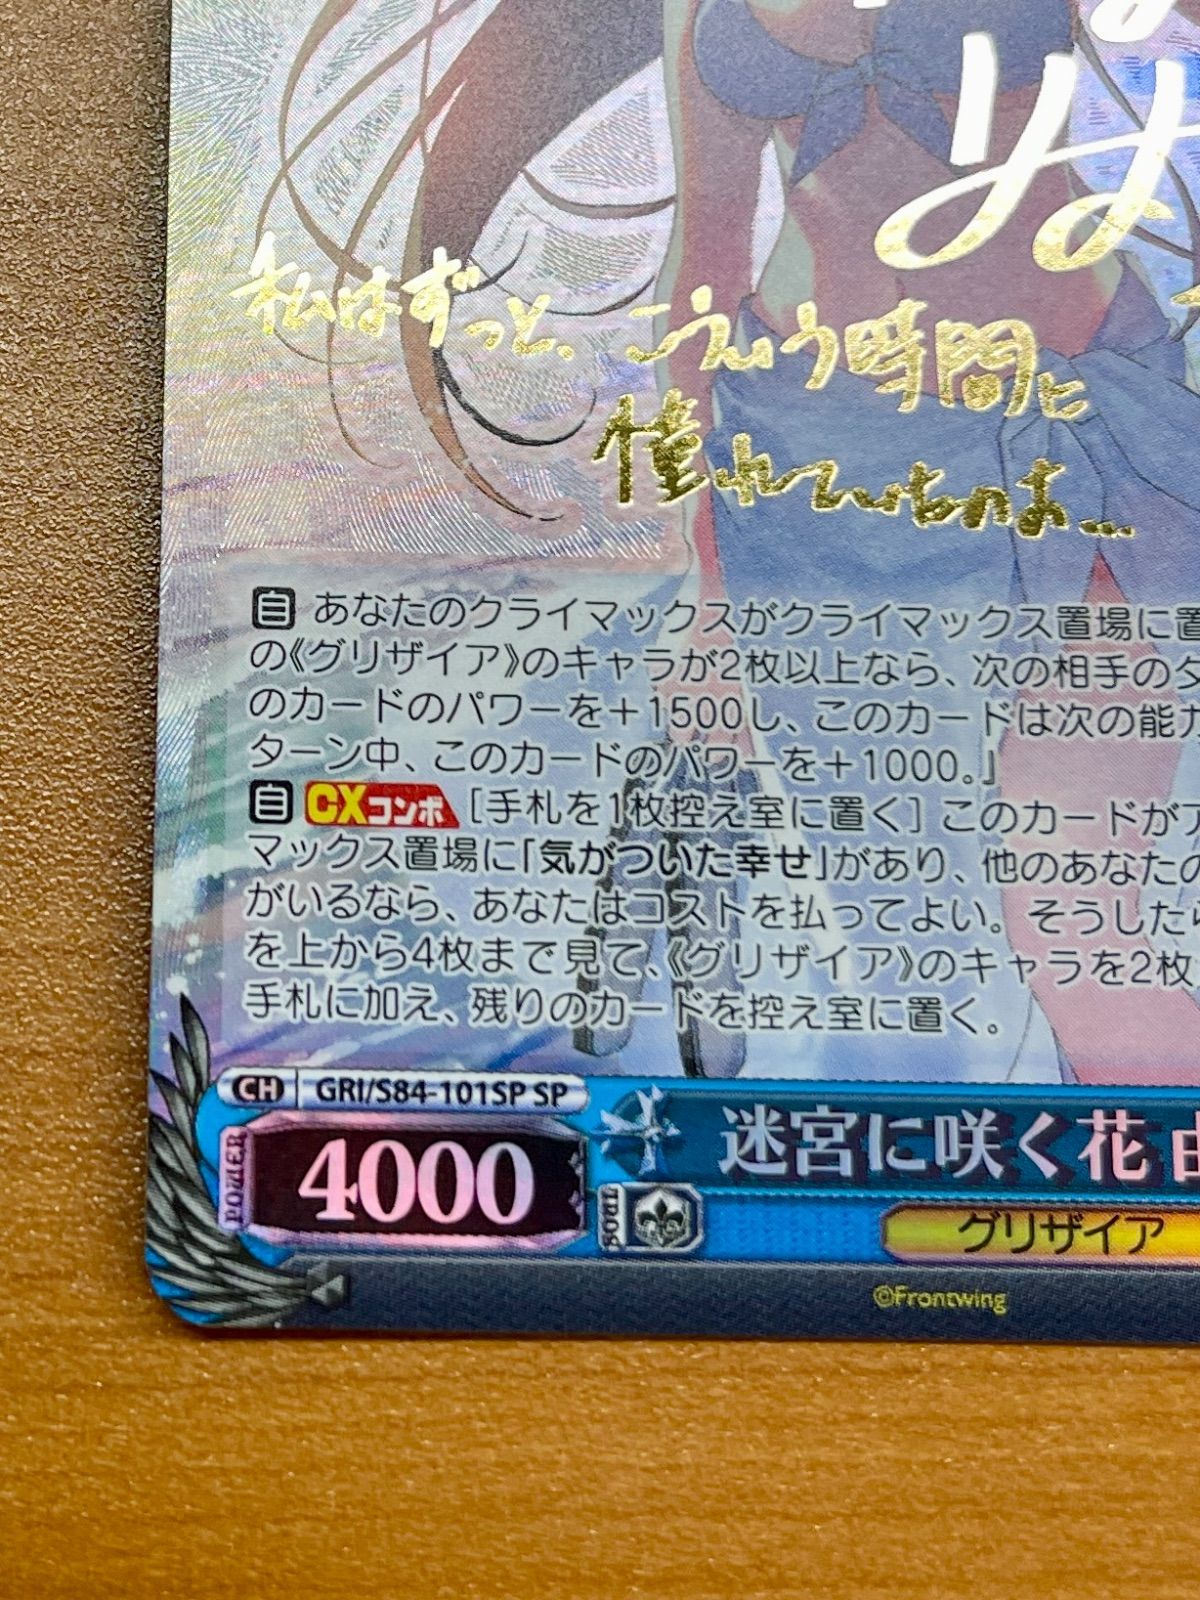 私はずっと、こういう時間に
憧れていたのよ…
自 あなたのクライマックスがクライマックス置場に置
の《グリザイア》のキャラが2枚以上なら、次の相手のタ
のカードのパワーを+1500し、このカードは次の能力
ターン中、このカードのパワーを+1000。』
自 CXコンボ [手札を1枚控え室に置く] このカードがア
マックス置場に「気がついた幸せ」があり、他のあなたの
がいるなら、あなたはコストを払ってよい。そうしたら
を上から4枚まで見て、《グリザイア》のキャラを2枚
手札に加え、残りのカードを控え室に置く。
CH GRI/S84-101SP SP
POWER 4000
迷宮に咲く花 由
SOUL
グリザイア
©Frontwing